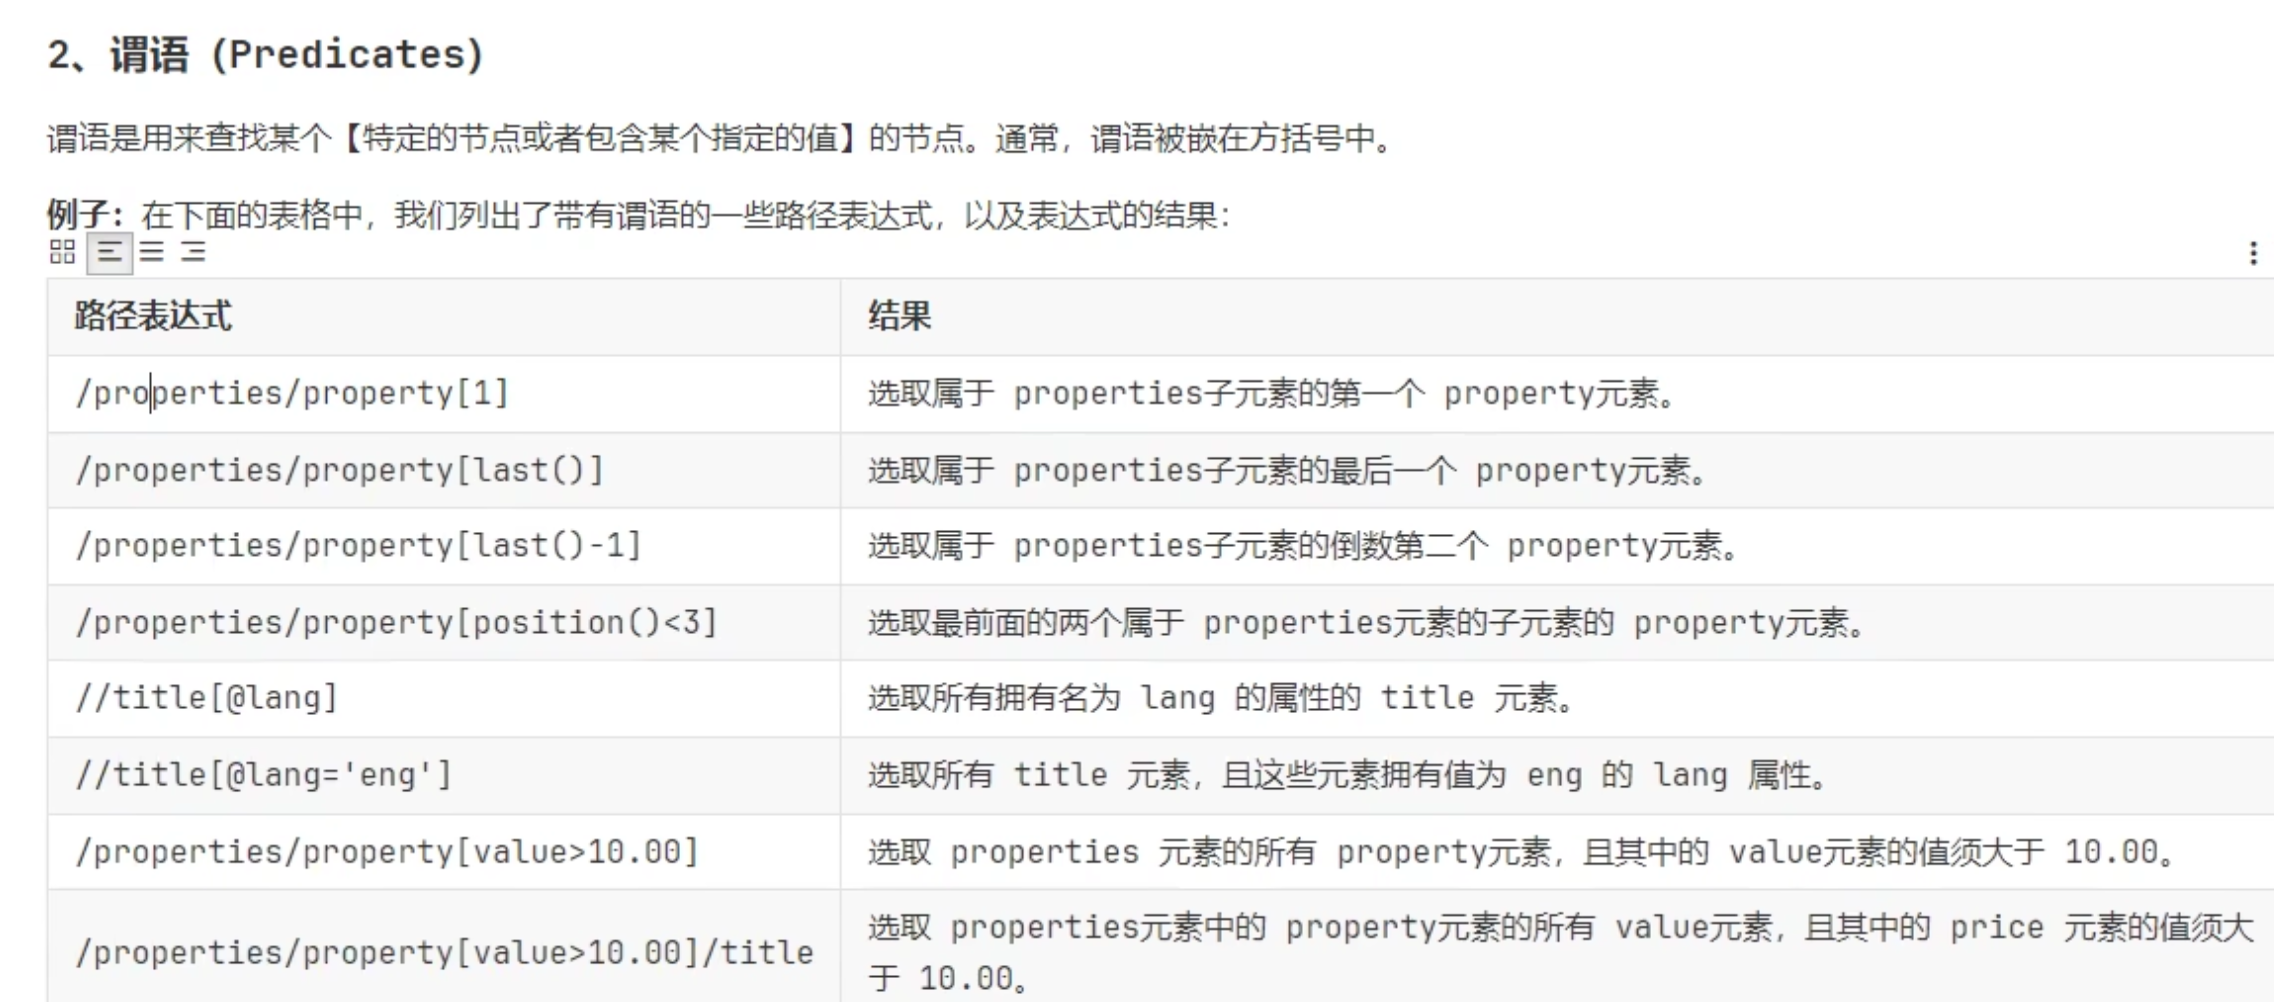 2、谓语（Predicates）
谓语是用来查找某个【特定的节点或者包含某个指定的值】的节点。通常，谓语被嵌在方括号中。
例子：在下面的表格中，我们列出了带有谓语的一些路径表达式，以及表达式的结果：
路径表达式 结果
/properties/property[1] 选取属于 properties子元素的第一个 property元素。
/properties/property[last()] 选取属于 properties子元素的最后一个 property元素。
/properties/property[last()-1] 选取属于 properties子元素的倒数第二个 property元素。
/properties/property[position()<3] 选取最前面的两个属于 properties元素的子元素的 property元素。
//title[@lang] 选取所有拥有名为 lang 的属性的 title 元素。
//title[@lang='eng'] 选取所有 title 元素，且这些元素拥有值为 eng 的 lang 属性。
/properties/property[value>10.00] 选取 properties 元素的所有 property元素，且其中的 value元素的值须大于 10.00。
/properties/property[value>10.00]/title 选取 properties元素中的 property元素的所有 value元素，且其中的 price 元素的值须大
于 10.00。